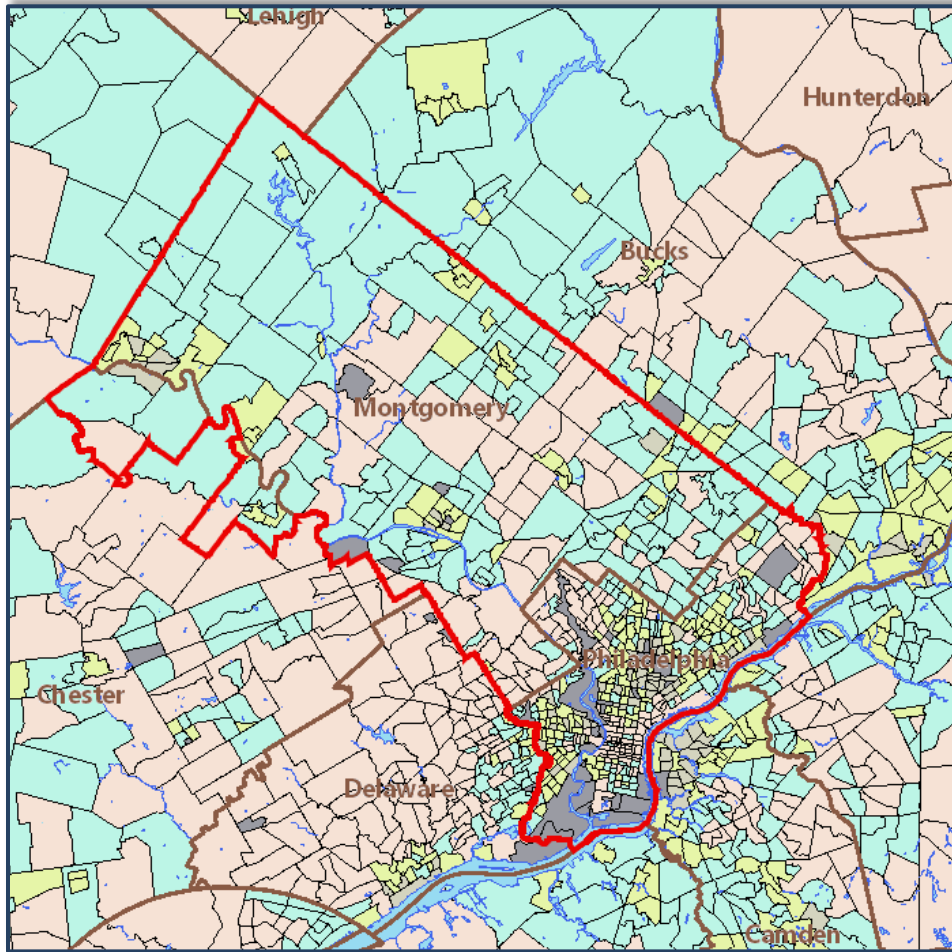 Lehigh
Hunterdon
Bucks
Montgomery
Philadelphia
Chester
Delaware
Camden